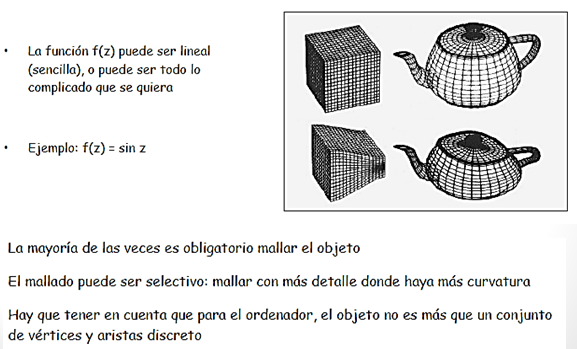 • La función f(z) puede ser lineal
(sencilla), o puede ser todo lo
complicado que se quiera
• Ejemplo: f(z) = sin z
La mayoría de las veces es obligatorio mallar el objeto
El mallado puede ser selectivo: mallar con más detalle donde haya más curvatura
Hay que tener en cuenta que para el ordenador, el objeto no es más que un conjunto
de vértices y aristas discreto